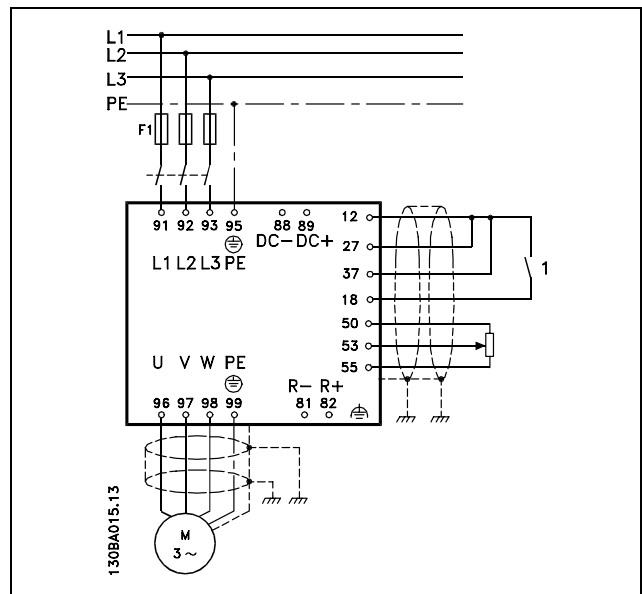 L1
L2
L3
PE
F1
91 92 93 95 88 89
DC- DC+
L1 L2 L3 PE
12
27
37
18
50
53
55
1
U V W PE
R- R+
96 97 98 99 81 82
M
3~
130BA015.13